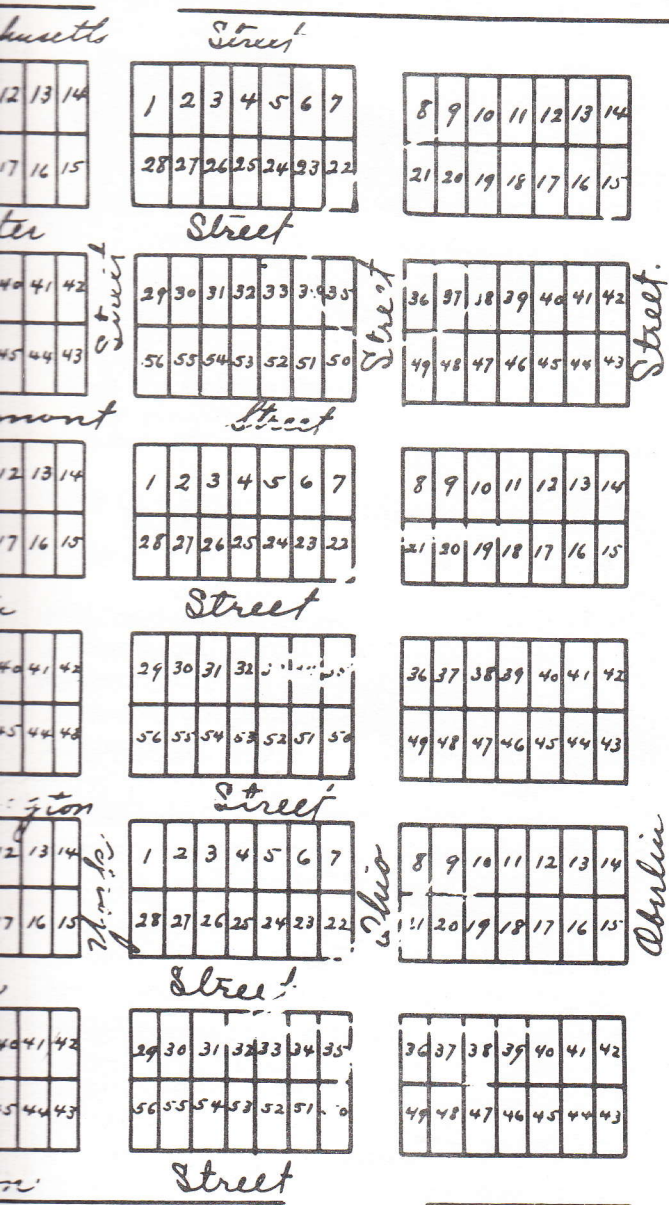 husetts Street
12 13 14 1 2 3 4 5 6 7 8 9 10 11 12 13 14
17 16 15 28 27 26 25 24 23 22 21 20 19 18 17 16 15
ter Street
Street Street Street.
40 41 42 29 30 31 32 33 35 36 37 38 39 40 41 42
45 44 43 56 55 54 53 52 51 50 49 48 47 46 45 44 43
mont Street
12 13 14 1 2 3 4 5 6 7 8 9 10 11 12 13 14
17 16 15 28 27 26 25 24 23 22 21 20 19 18 17 16 15
Street
40 41 42 29 30 31 32 36 37 38 39 40 41 42
45 44 43 56 55 54 53 52 51 50 49 48 47 46 45 44 43
gton Street
Ohio Oberlin
12 13 14 1 2 3 4 5 6 7 8 9 10 11 12 13 14
17 16 15 28 27 26 25 24 23 22 21 20 19 18 17 16 15
Street
40 41 42 29 30 31 32 33 34 35 36 37 38 39 40 41 42
45 44 43 56 55 54 53 52 51 49 48 47 46 45 44 43
Street